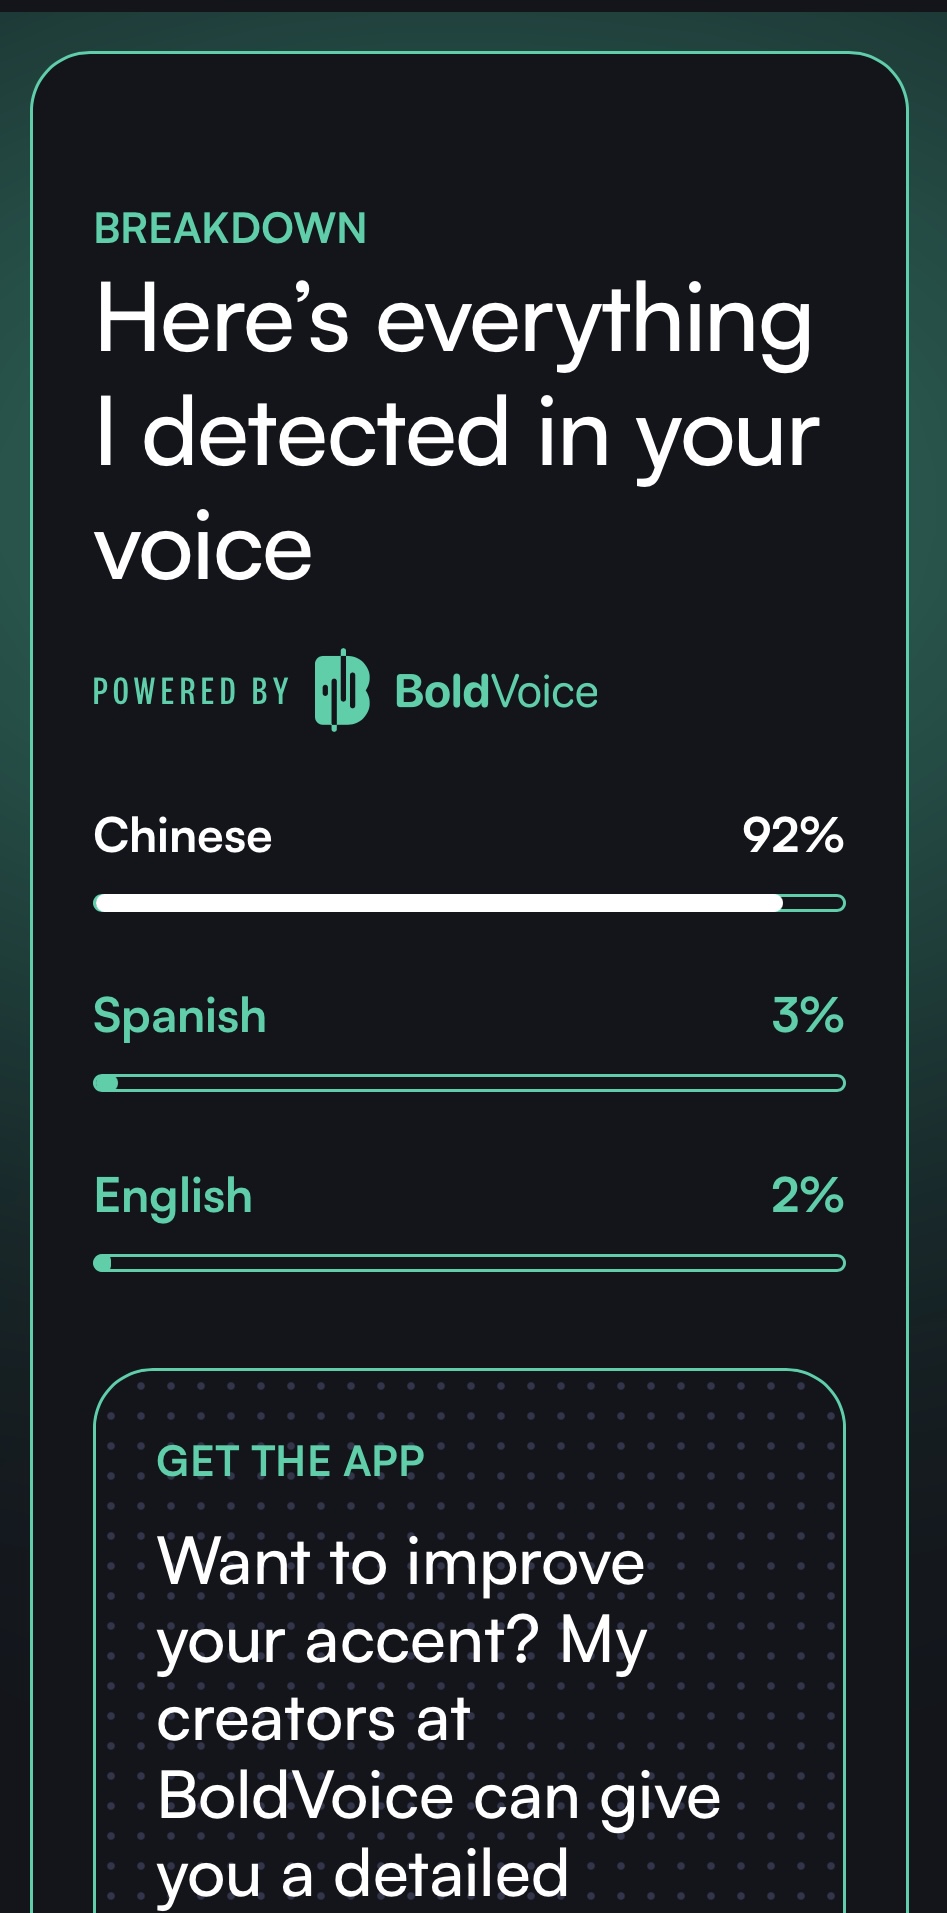 BREAKDOWN
Here’s everything
I detected in your
voice
POWERED BY BoldVoice
Chinese 92%
Spanish 3%
English 2%
GET THE APP
Want to improve
your accent? My
creators at
BoldVoice can give
you a detailed